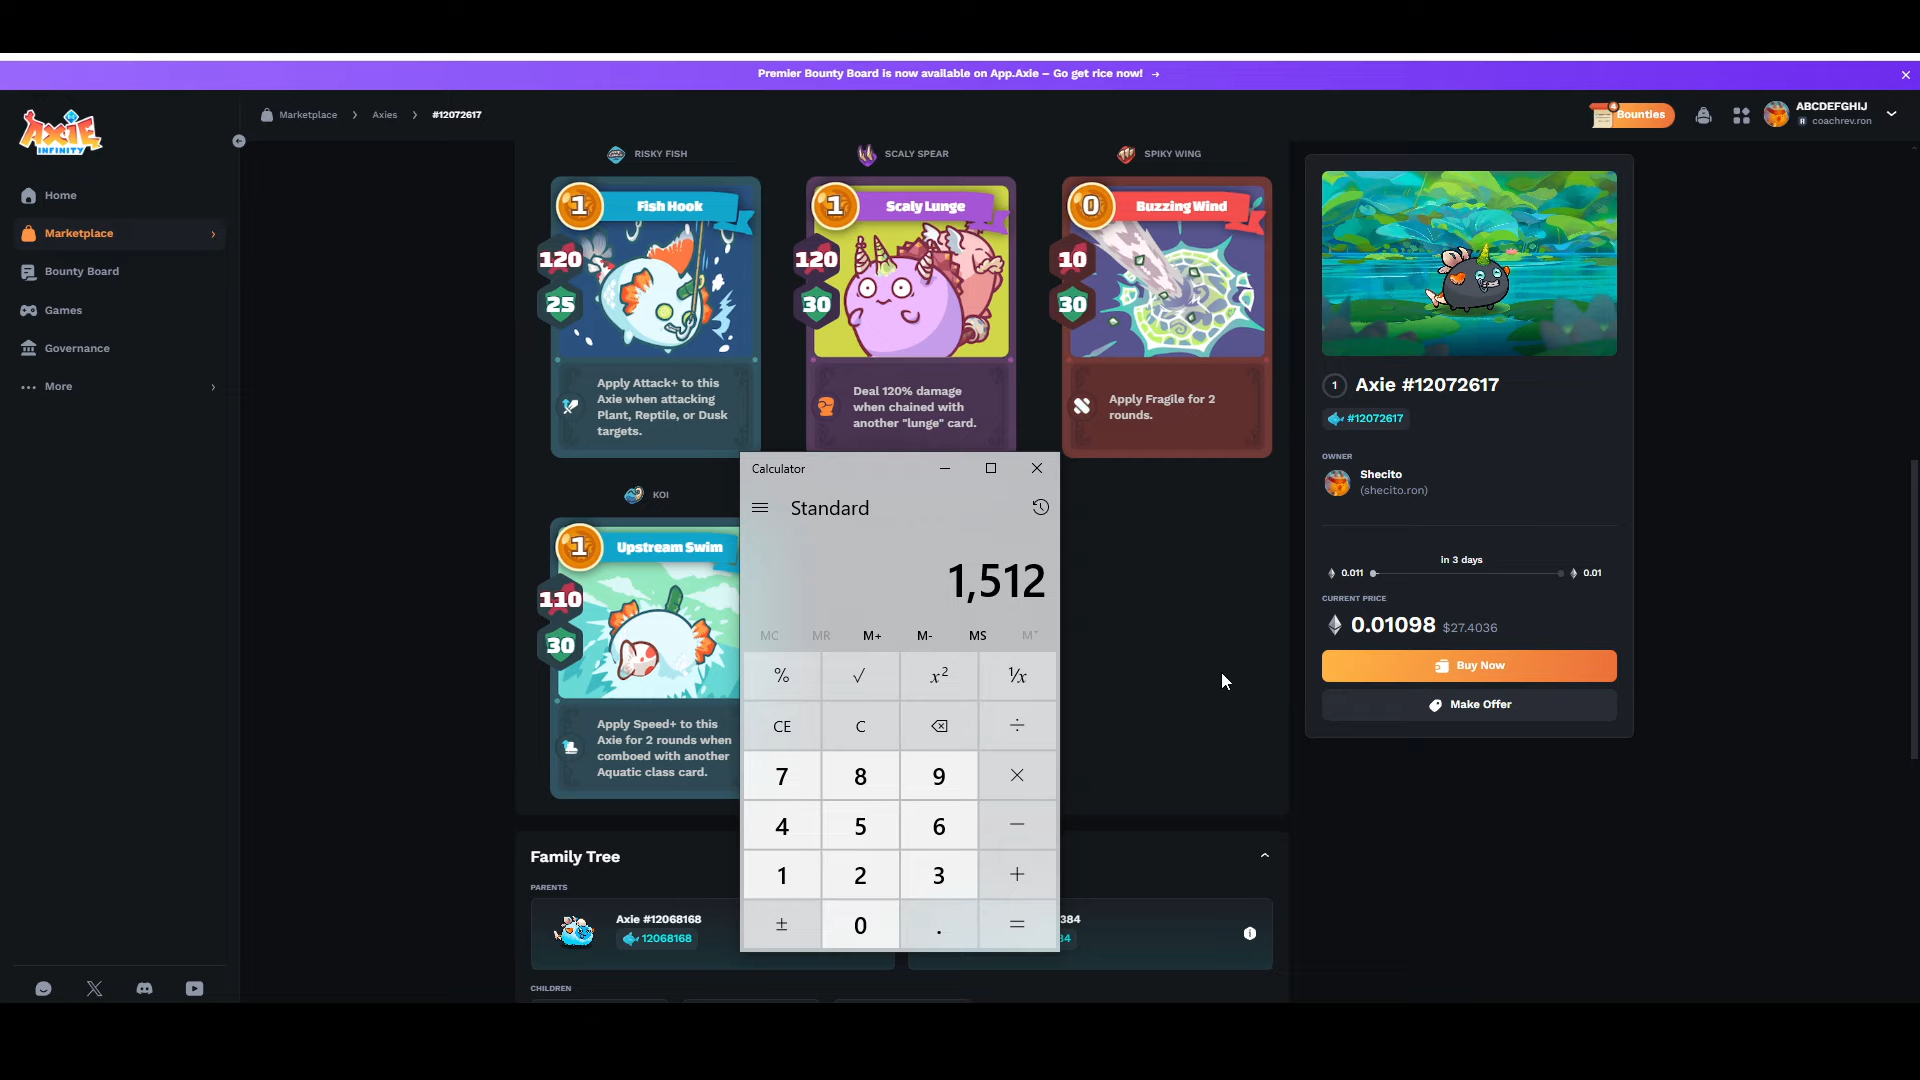 Premier Bounty Board is now available on App.Axie – Go get rice now! →
AXIE
INFINITY
Marketplace > Axies > #12072617
4
Bounties
ABCDEFGHIJ
coachrev.ron
Home
Marketplace
Bounty Board
Games
Governance
More
RISKY FISH
1
Fish Hook
120
25
Apply Attack+ to this
Axie when attacking
Plant, Reptile, or Dusk
targets.
SCALY SPEAR
1
Scaly Lunge
120
30
Deal 120% damage
when chained with
another "lunge" card.
SPIKY WING
0
Buzzing Wind
10
30
Apply Fragile for 2
rounds.
KOI
1
Upstream Swim
110
30
Apply Speed+ to this
Axie for 2 rounds when
comboed with another
Aquatic class card.
Calculator
Standard
1,512
MC MR M+ M- MS M˅
% √ x² ¹/x
CE C ⌫ ÷
7 8 9 ×
4 5 6 −
1 2 3 +
± 0 . =
Family Tree
PARENTS
Axie #12068168
12068168
384
34
CHILDREN
1 Axie #12072617
#12072617
OWNER
Shecito
(shecito.ron)
in 3 days
0.011
0.01
CURRENT PRICE
0.01098 $27.4036
Buy Now
Make Offer